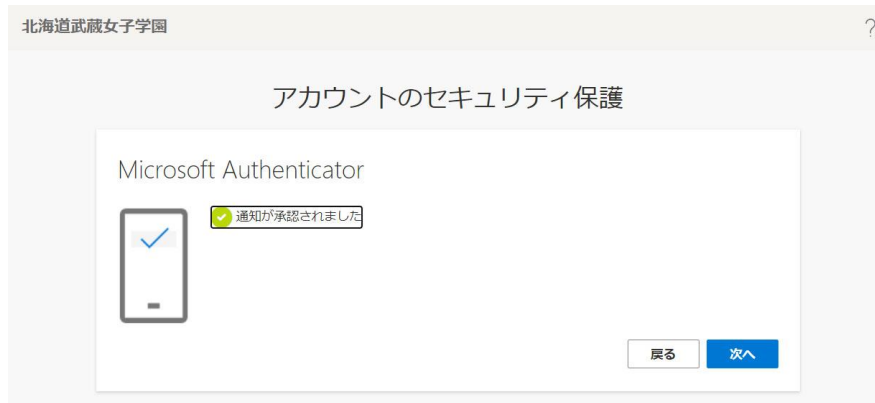 北海道武蔵女子学園
?
アカウントのセキュリティ保護
Microsoft Authenticator
通知が承認されました
戻る
次へ